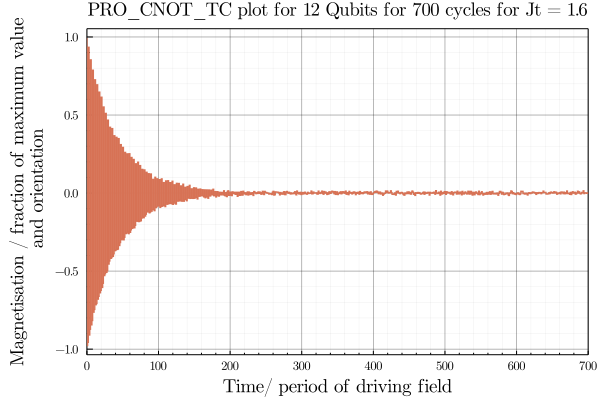 PRO_CNOT_TC plot for 12 Qubits for 700 cycles for Jt = 1.6
Magnetisation / fraction of maximum value
and orientation
1.0
0.5
0.0
−0.5
−1.0
0 100 200 300 400 500 600 700
Time/ period of driving field